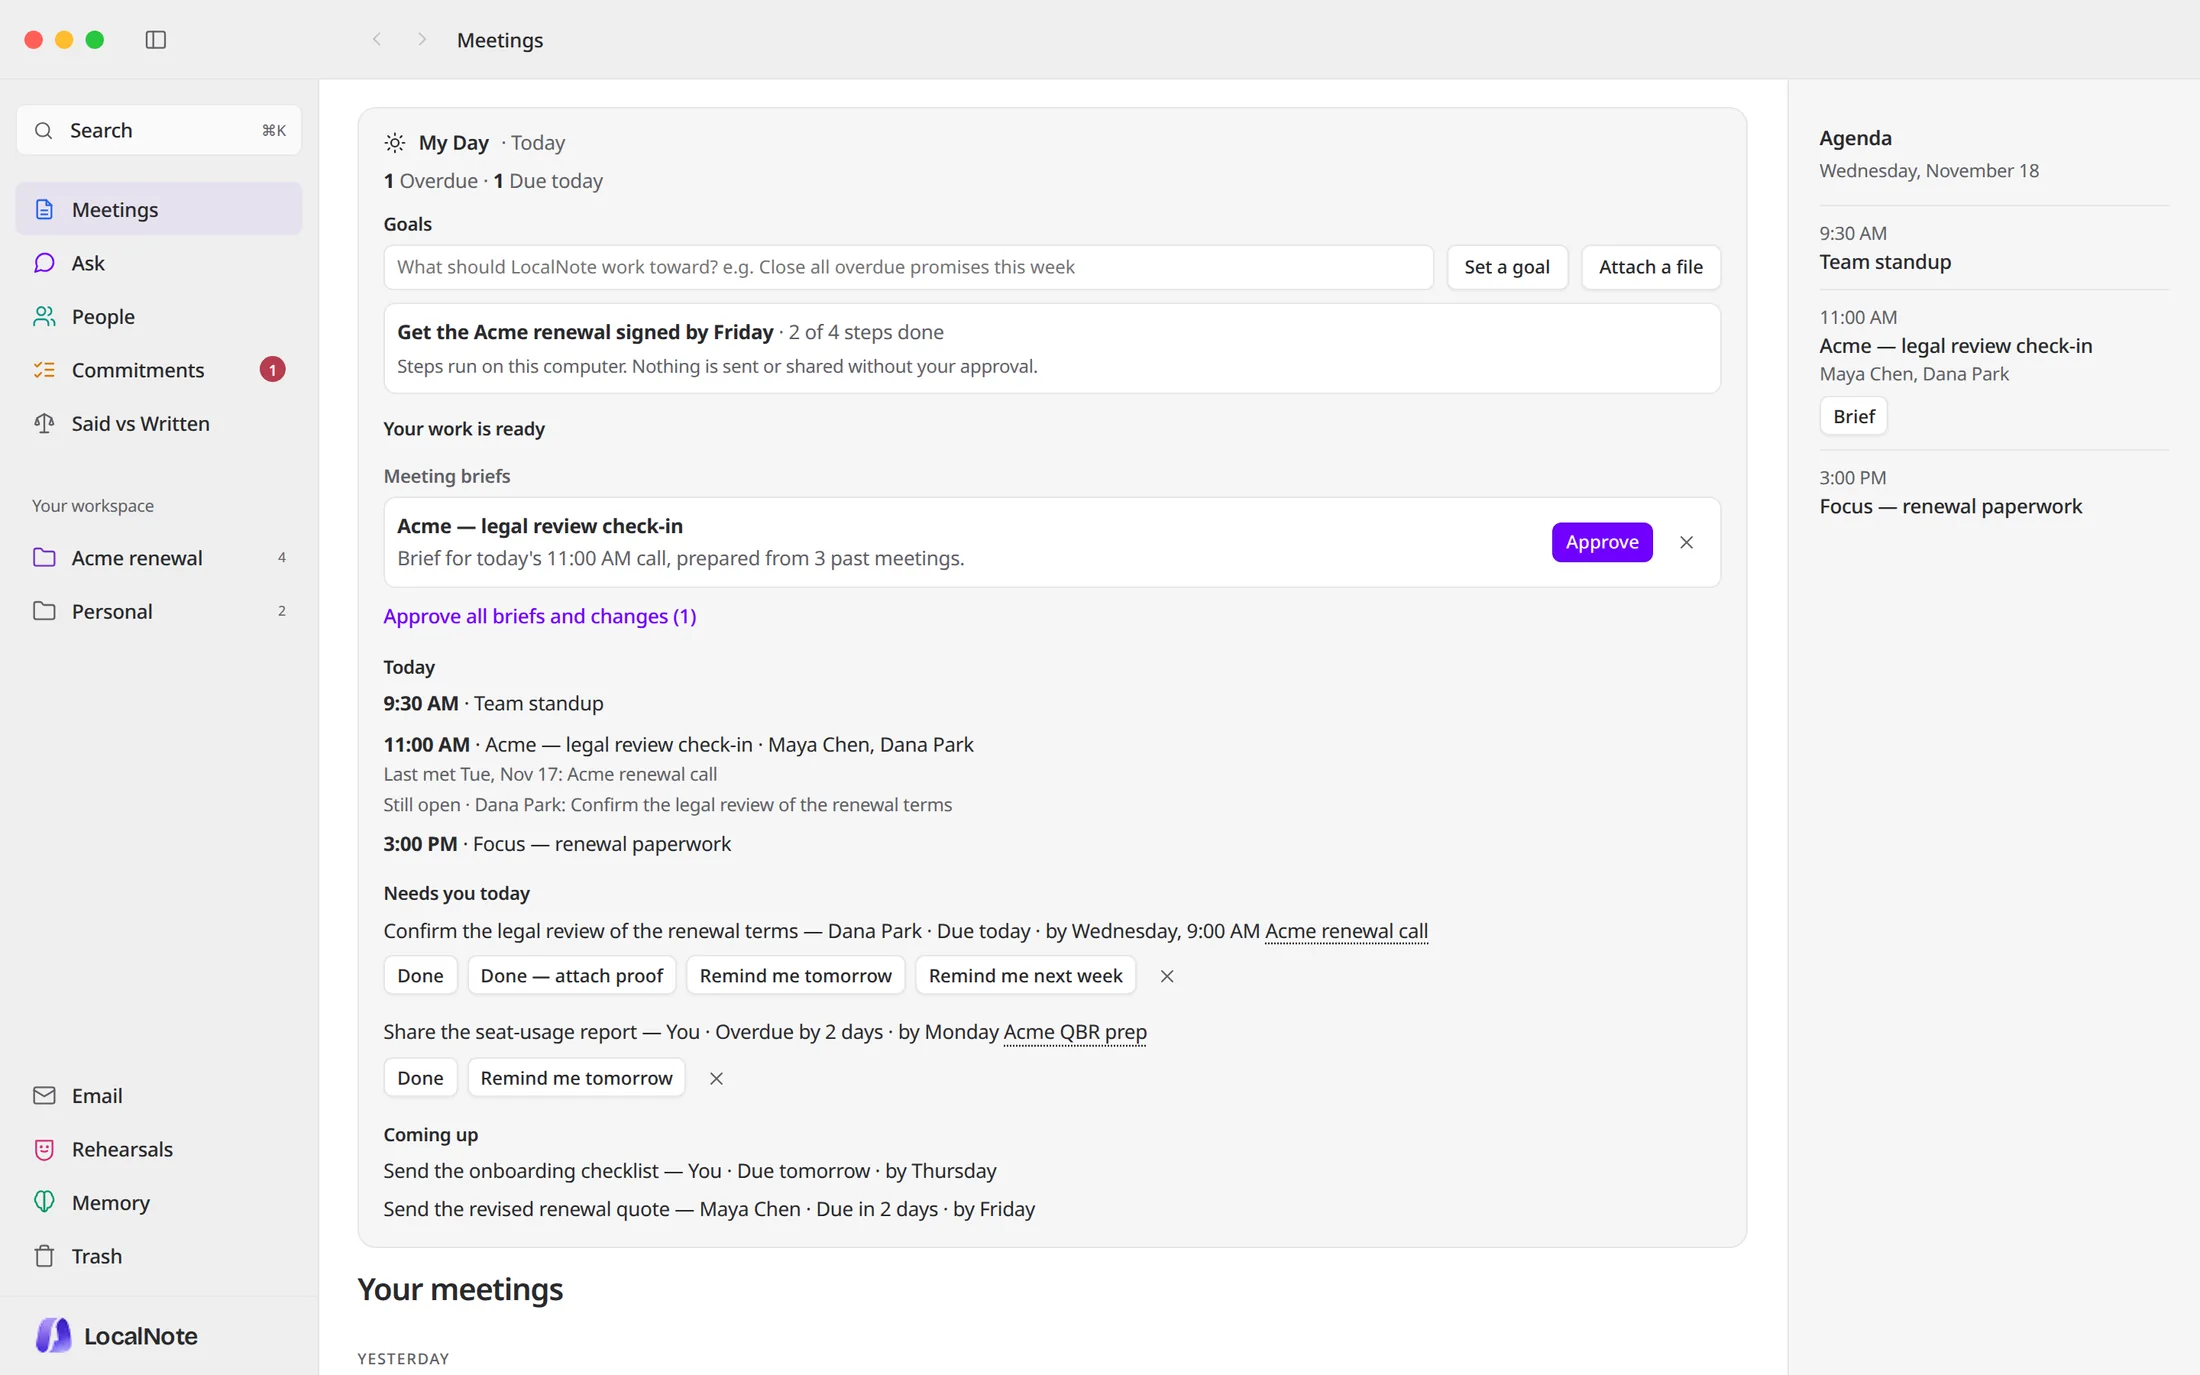 Meetings
Search ⌘K
Meetings
Ask
People
Commitments 1
Said vs Written
Your workspace
Acme renewal 4
Personal 2
Email
Rehearsals
Memory
Trash
LocalNote
My Day · Today
1 Overdue · 1 Due today
Goals
What should LocalNote work toward? e.g. Close all overdue promises this week Set a goal Attach a file
Get the Acme renewal signed by Friday · 2 of 4 steps done
Steps run on this computer. Nothing is sent or shared without your approval.
Your work is ready
Meeting briefs
Acme — legal review check-in
Brief for today's 11:00 AM call, prepared from 3 past meetings.
Approve
Approve all briefs and changes (1)
Today
9:30 AM · Team standup
11:00 AM · Acme — legal review check-in · Maya Chen, Dana Park
Last met Tue, Nov 17: Acme renewal call
Still open · Dana Park: Confirm the legal review of the renewal terms
3:00 PM · Focus — renewal paperwork
Needs you today
Confirm the legal review of the renewal terms — Dana Park · Due today · by Wednesday, 9:00 AM Acme renewal call
Done Done — attach proof Remind me tomorrow Remind me next week
Share the seat-usage report — You · Overdue by 2 days · by Monday Acme QBR prep
Done Remind me tomorrow
Coming up
Send the onboarding checklist — You · Due tomorrow · by Thursday
Send the revised renewal quote — Maya Chen · Due in 2 days · by Friday
Your meetings
YESTERDAY
Agenda
Wednesday, November 18
9:30 AM
Team standup
11:00 AM
Acme — legal review check-in
Maya Chen, Dana Park
Brief
3:00 PM
Focus — renewal paperwork